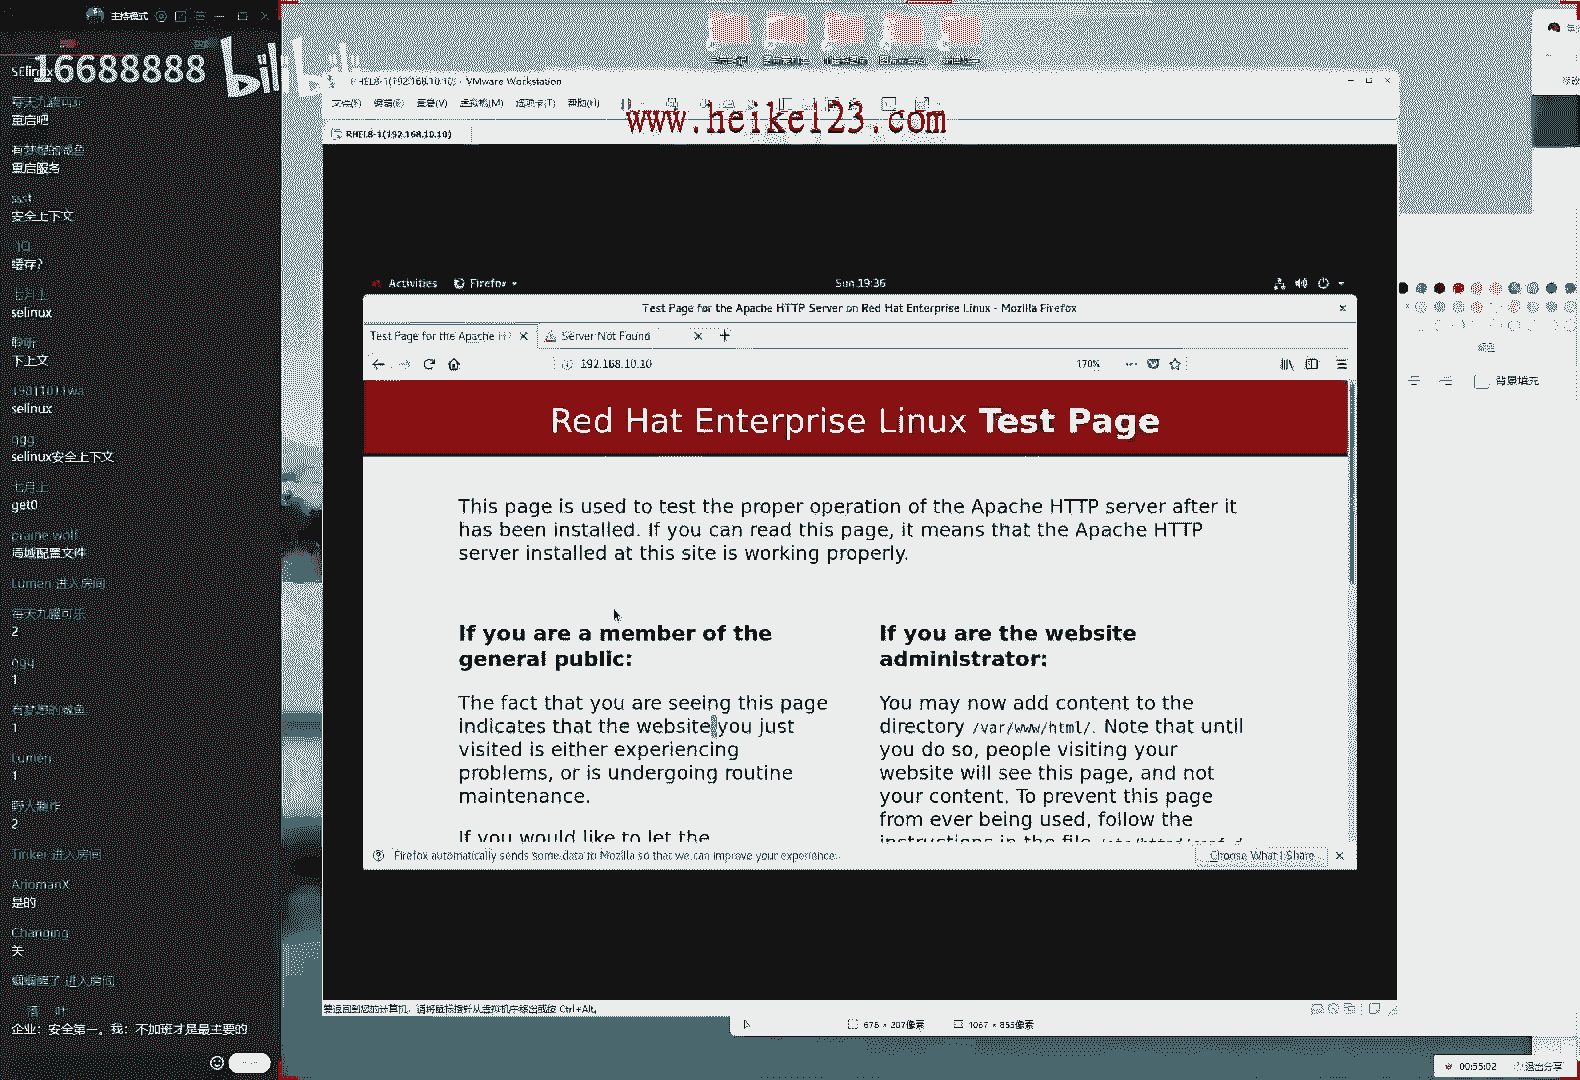 主持模式
16688888
bilibili
SElinux
每天九罐可乐
重启吧
有梦想的咸鱼
重启服务
ssst
安全上下文
缓存?
七月上
selinux
下上文
selinux
ggg
selinux安全上下文
七月上
get0
prairie wolf
局域配置文件
Lumen 进入房间
每天九罐可乐
2
1
有梦想的咸鱼
1
Lumen
1
野人制作
2
Tinker 进入房间
AriomanX
是的
Changing
关
蝈蝈醒了 进入房间
企业：安全第一。我：不加班才是最主要的
RHEL8-1(192.168.10.10) - VMware Workstation
文件(F) 编辑(E) 查看(V) 虚拟机(M) 选项卡(T) 帮助(H)
www.heike123.com
RHEL8-1(192.168.10.10)
Activities Firefox
Sun 19:36
Test Page for the Apache HTTP Server on Red Hat Enterprise Linux - Mozilla Firefox
Test Page for the Apache HT
Server Not Found
192.168.10.10
170%
Red Hat Enterprise Linux Test Page
This page is used to test the proper operation of the Apache HTTP server after it
has been installed. If you can read this page, it means that the Apache HTTP
server installed at this site is working properly.
If you are a member of the
general public:
The fact that you are seeing this page
indicates that the website you just
visited is either experiencing
problems, or is undergoing routine
maintenance.
If you would like to let the
If you are the website
administrator:
You may now add content to the
directory /var/www/html/. Note that until
you do so, people visiting your
website will see this page, and not
your content. To prevent this page
from ever being used, follow the
instructions in the file /etc/httpd/conf.d
Firefox automatically sends some data to Mozilla so that we can improve your experience.
Choose What I Share
要返回到您的计算机，请将鼠标指针从虚拟机中移出或按 Ctrl+Alt。
678 × 207像素
1067 × 855像素
背景填充
00:55:02
退出分享